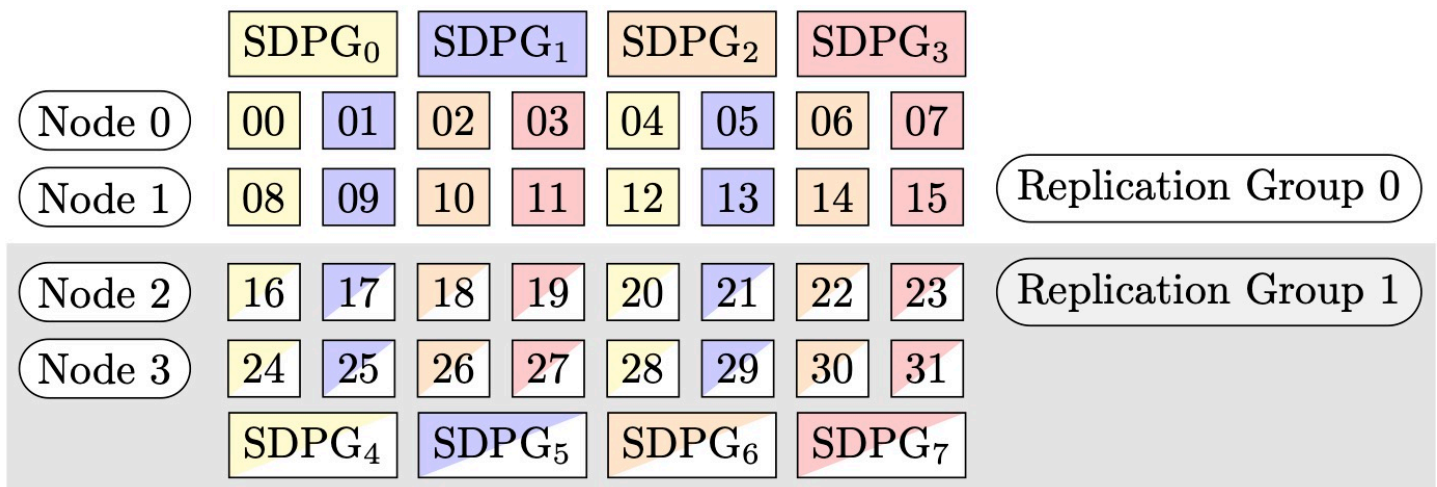 SDPG₀ SDPG₁ SDPG₂ SDPG₃
Node 0 00 01 02 03 04 05 06 07
Node 1 08 09 10 11 12 13 14 15 Replication Group 0
Node 2 16 17 18 19 20 21 22 23 Replication Group 1
Node 3 24 25 26 27 28 29 30 31
SDPG₄ SDPG₅ SDPG₆ SDPG₇